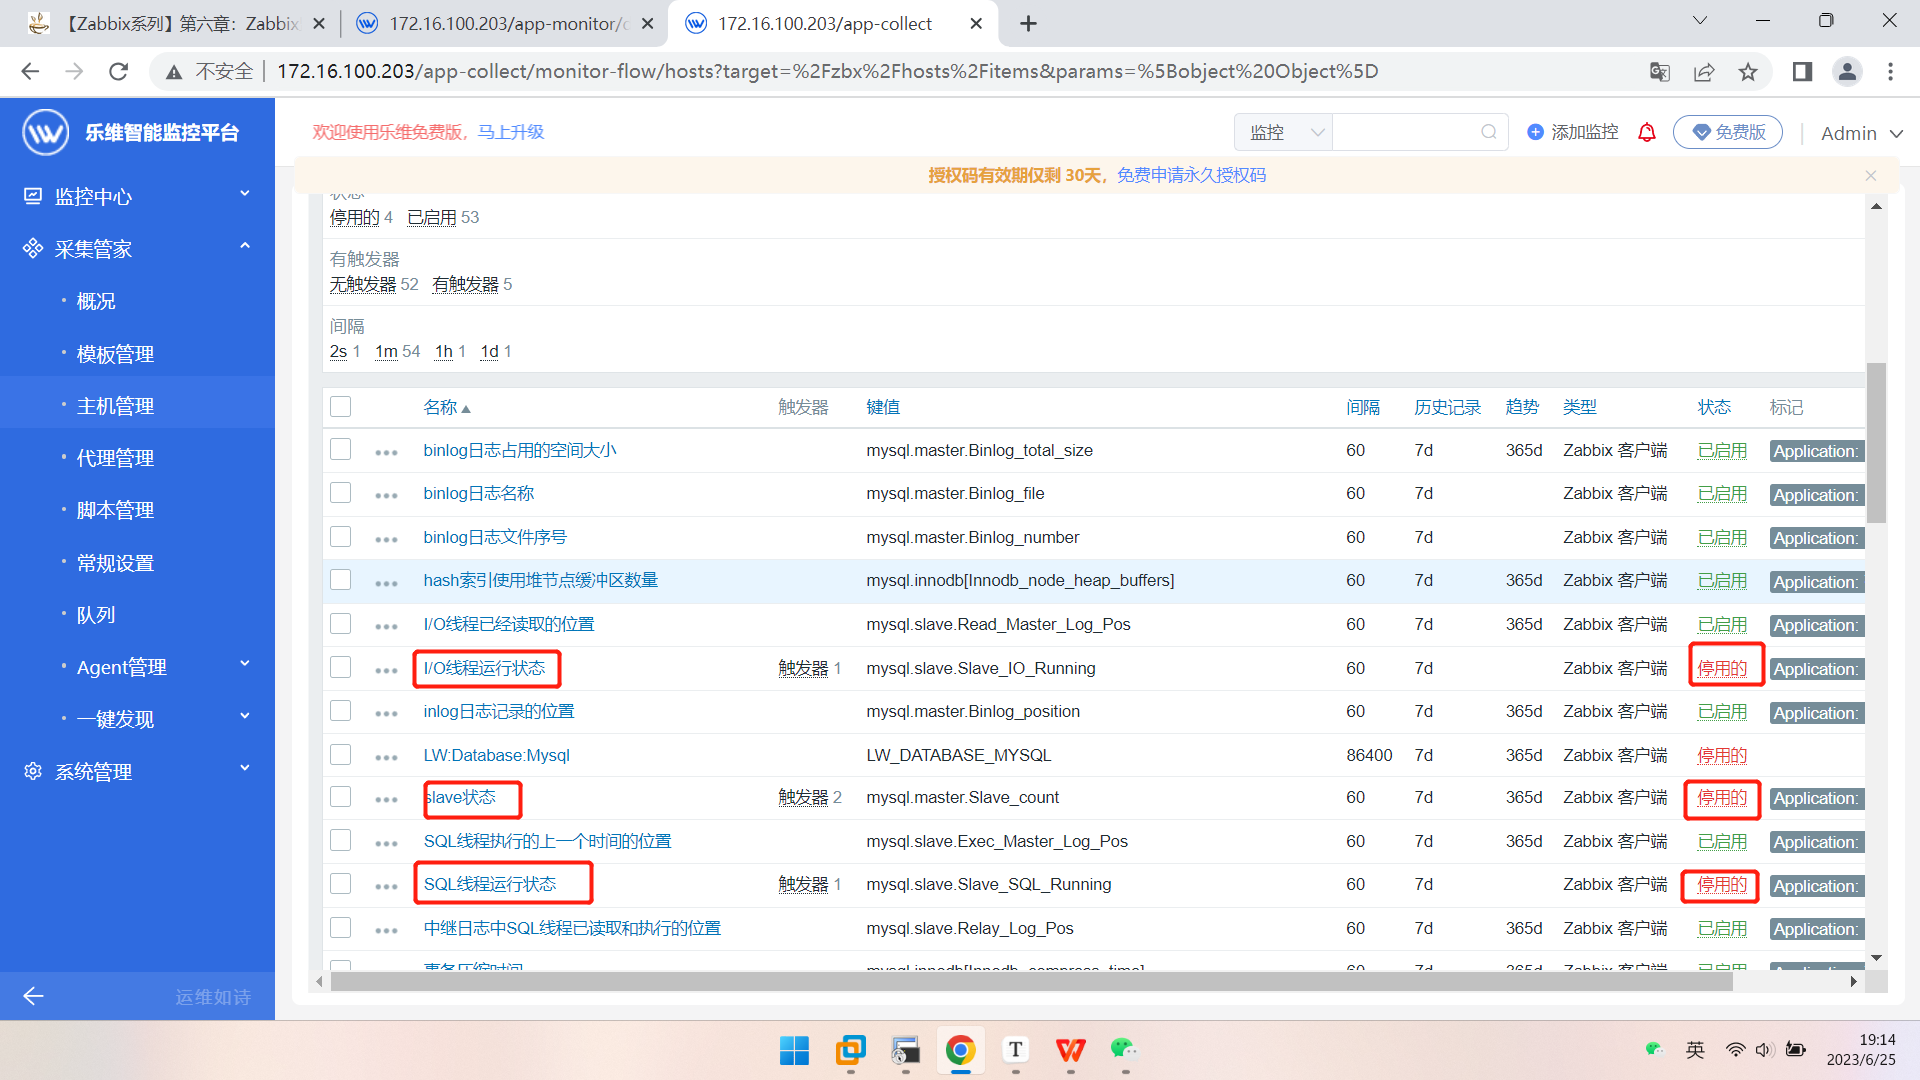 【Zabbix系列】第六章：Zabbix
172.16.100.203/app-monitor/
172.16.100.203/app-collect
不安全
172.16.100.203/app-collect/monitor-flow/hosts?target=%2Fzbx%2Fhosts%2Fitems&params=%5Bobject%20Object%5D
乐维智能监控平台
欢迎使用乐维免费版，马上升级
监控
添加监控
免费版
Admin
授权码有效期仅剩 30天，免费申请永久授权码
监控中心
采集管家
概况
模板管理
主机管理
代理管理
脚本管理
常规设置
队列
Agent管理
一键发现
系统管理
运维如诗
状态
停用的 4 已启用 53
有触发器
无触发器 52 有触发器 5
间隔
2s 1 1m 54 1h 1 1d 1
名称 触发器 键值 间隔 历史记录 趋势 类型 状态 标记
binlog日志占用的空间大小 mysql.master.Binlog_total_size 60 7d 365d Zabbix 客户端 已启用 Application:
binlog日志名称 mysql.master.Binlog_file 60 7d Zabbix 客户端 已启用 Application:
binlog日志文件序号 mysql.master.Binlog_number 60 7d Zabbix 客户端 已启用 Application:
hash索引使用堆节点缓冲区数量 mysql.innodb[Innodb_node_heap_buffers] 60 7d 365d Zabbix 客户端 已启用 Application:
I/O线程已经读取的位置 mysql.slave.Read_Master_Log_Pos 60 7d 365d Zabbix 客户端 已启用 Application:
I/O线程运行状态 触发器 1 mysql.slave.Slave_IO_Running 60 7d Zabbix 客户端 停用的 Application:
inlog日志记录的位置 mysql.master.Binlog_position 60 7d 365d Zabbix 客户端 已启用 Application:
LW:Database:Mysql LW_DATABASE_MYSQL 86400 7d 365d Zabbix 客户端 停用的
slave状态 触发器 2 mysql.master.Slave_count 60 7d 365d Zabbix 客户端 停用的 Application:
SQL线程执行的上一个时间的位置 mysql.slave.Exec_Master_Log_Pos 60 7d 365d Zabbix 客户端 已启用 Application:
SQL线程运行状态 触发器 1 mysql.slave.Slave_SQL_Running 60 7d Zabbix 客户端 停用的 Application:
中继日志中SQL线程已读取和执行的位置 mysql.slave.Relay_Log_Pos 60 7d 365d Zabbix 客户端 已启用 Application:
事务压缩时间 mysql.innodb[Innodb_compress_time] 60 7d 365d Zabbix 客户端 已启用
英
19:14
2023/6/25